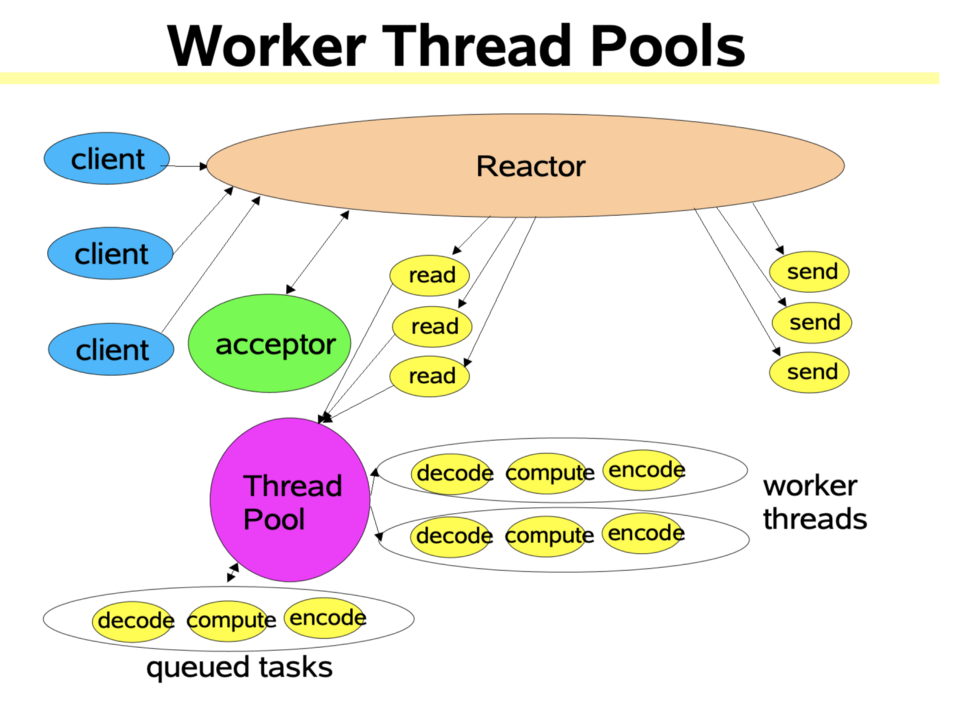 Worker Thread Pools
client
Reactor
client
client
acceptor
read
read
read
send
send
send
Thread
Pool
decode compute encode
decode compute encode
worker
threads
decode compute encode
queued tasks